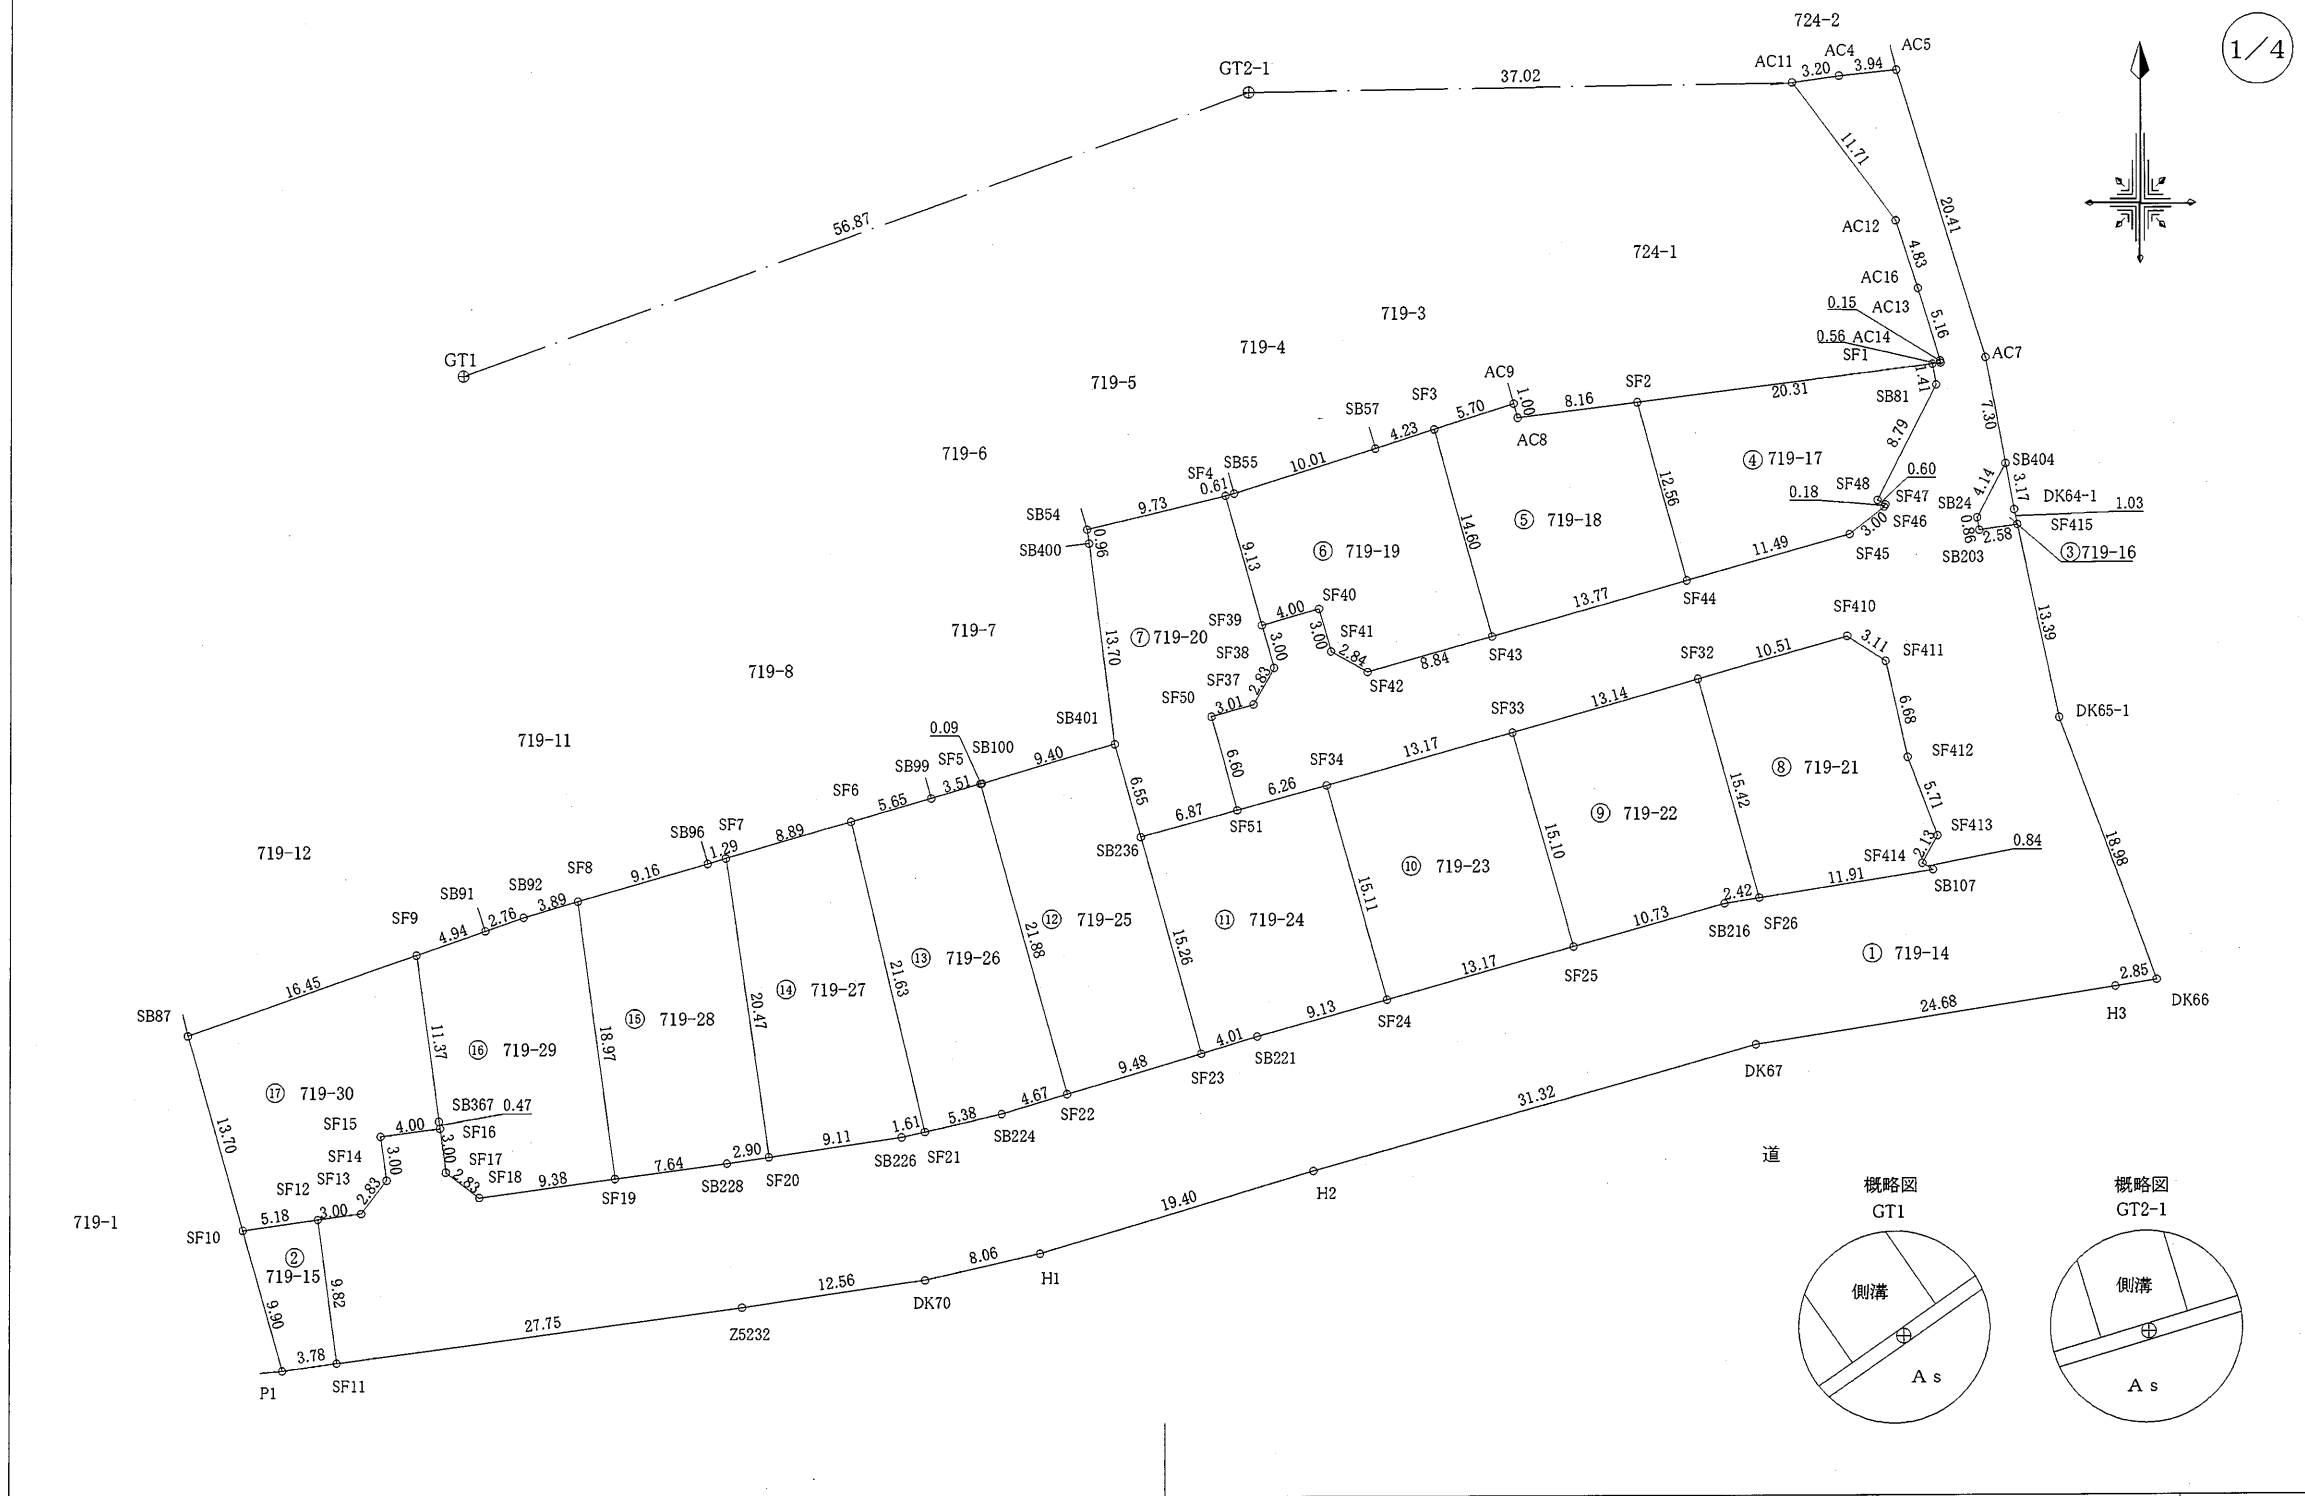 1/4
724-2
AC11
AC4
AC5
3.20
3.94
GT2-1
37.02
11.71
20.41
56.87
AC12
4.83
724-1
AC16
0.15
AC13
5.16
719-3
0.56
AC14
719-4
SF1
AC7
GT1
719-5
AC9
SF2
1.41
SF3
1.00
20.31
SB81
5.70
8.16
SB57
4.23
AC8
7.30
8.79
719-6
SB55
10.01
④ 719-17
SF4
0.61
SB404
12.56
0.60
SF48
4.14
3.17
9.73
0.18
SF47
DK64-1
1.03
SB54
SB24
⑤ 719-18
SF46
SF415
3.00
0.86
0.96
14.60
2.58
SB400
⑥ 719-19
11.49
SF45
SB203
③719-16
9.13
13.77
SF44
4.00
SF40
SF410
13.39
SF39
719-7
⑦ 719-20
3.00
SF41
3.11
13.70
3.00
SF43
10.51
SF411
SF38
2.84
SF32
719-8
8.84
SF37
2.83
SF42
SF50
3.01
13.14
6.68
DK65-1
SB401
SF33
0.09
719-11
SB100
13.17
9.40
SF5
SF412
SF34
SB99
⑧ 719-21
6.60
3.51
15.42
6.55
6.26
5.71
SF6
5.65
6.87
⑨ 719-22
SF51
SF413
SB96
SF7
8.89
15.10
0.84
SB236
2.13
1.29
719-12
SF414
18.98
⑩ 719-23
SF8
9.16
SB107
11.91
SB92
2.42
SB91
3.89
15.11
SF26
SB216
2.76
⑫ 719-25
⑪ 719-24
10.73
SF9
4.94
21.88
15.26
⑬ 719-26
① 719-14
SF25
13.17
21.63
2.85
16.45
⑭ 719-27
DK66
24.68
H3
SB87
20.47
⑮ 719-28
9.13
SF24
4.01
11.37
18.97
SB221
⑯ 719-29
9.48
SF23
DK67
⑰ 719-30
4.67
31.32
SB367
0.47
5.38
SF22
SF15
4.00
SF16
SB224
1.61
13.70
3.00
9.11
SF21
道
SF14
3.00
SF17
2.90
SB226
SF13
SF18
7.64
SF20
2.83
2.83
9.38
SB228
SF12
SF19
概略図
GT1
概略図
GT2-1
3.00
H2
5.18
19.40
719-1
SF10
②
719-15
8.06
側溝
側溝
9.82
12.56
H1
9.90
DK70
27.75
Z5232
3.78
As
As
P1
SF11